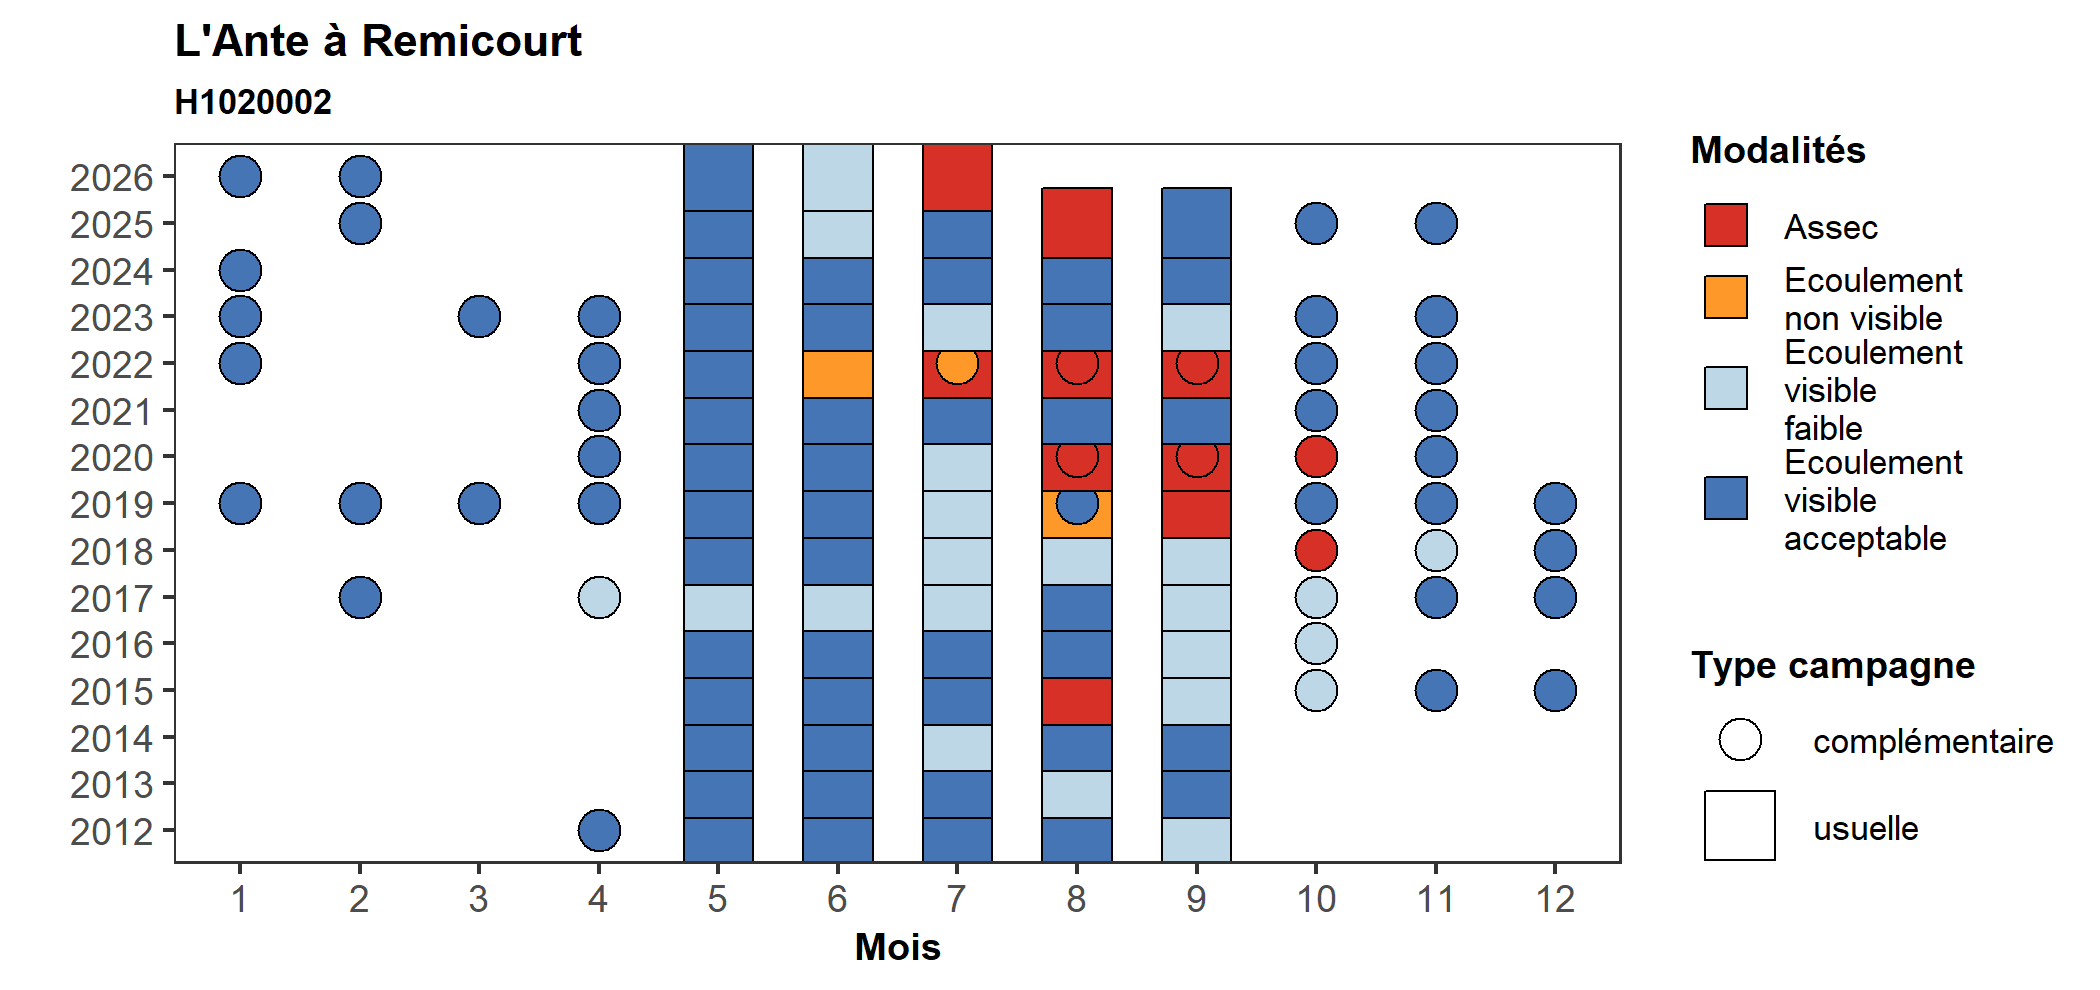 L'Ante à Remicourt
H1020002
2026
2025
2024
2023
2022
2021
2020
2019
2018
2017
2016
2015
2014
2013
2012
1 2 3 4 5 6 7 8 9 10 11 12
Mois
Modalités
Assec
Ecoulement
non visible
Ecoulement
visible
faible
Ecoulement
visible
acceptable
Type campagne
complémentaire
usuelle